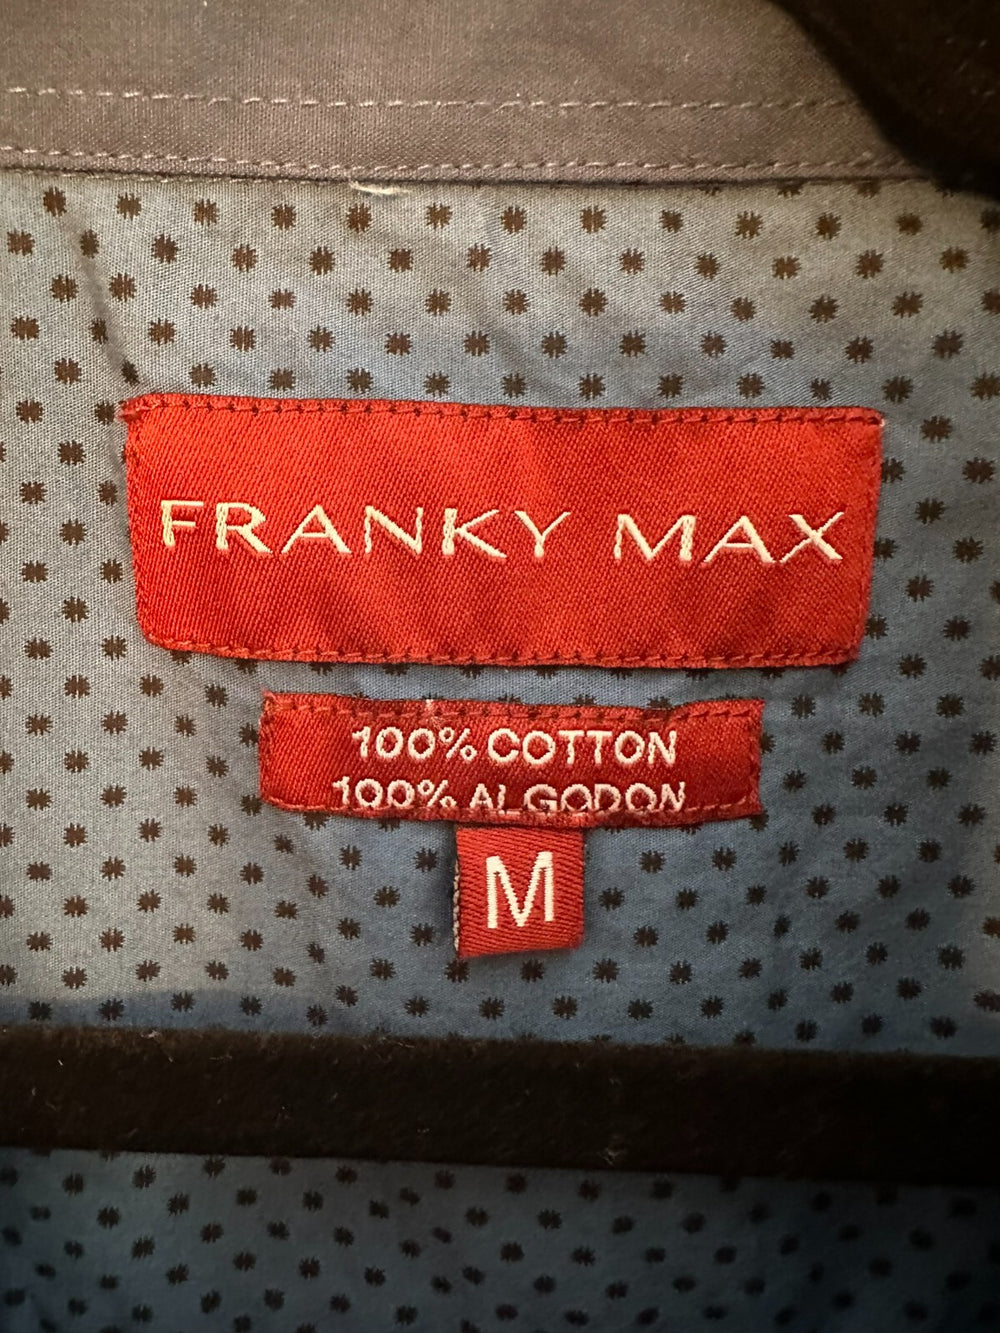 FRANKY MAX
100% COTTON
100% ALGODON
M